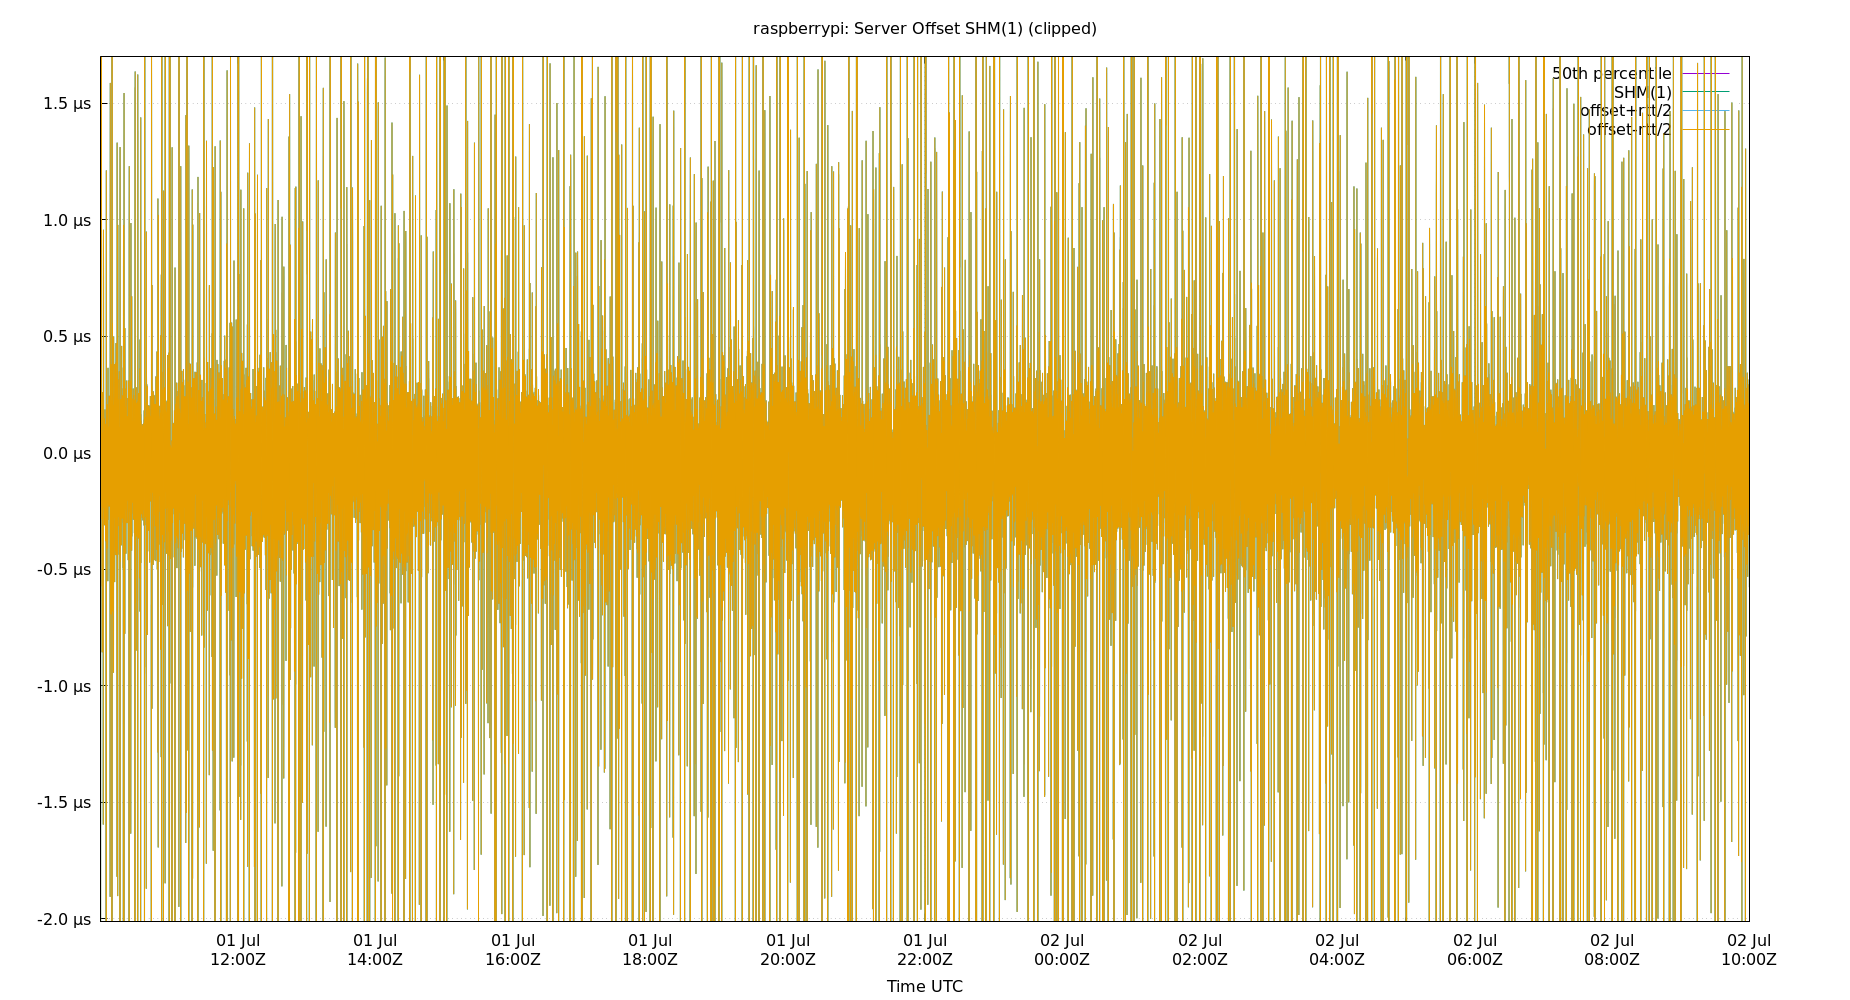 raspberrypi: Server Offset SHM(1) (clipped)
50th percentile
SHM(1)
offset+rtt/2
offset-rtt/2
1.5 µs
1.0 µs
0.5 µs
0.0 µs
-0.5 µs
-1.0 µs
-1.5 µs
-2.0 µs
01 Jul 01 Jul 01 Jul 01 Jul 01 Jul 01 Jul 02 Jul 02 Jul 02 Jul 02 Jul 02 Jul 02 Jul
12:00Z 14:00Z 16:00Z 18:00Z 20:00Z 22:00Z 00:00Z 02:00Z 04:00Z 06:00Z 08:00Z 10:00Z
Time UTC